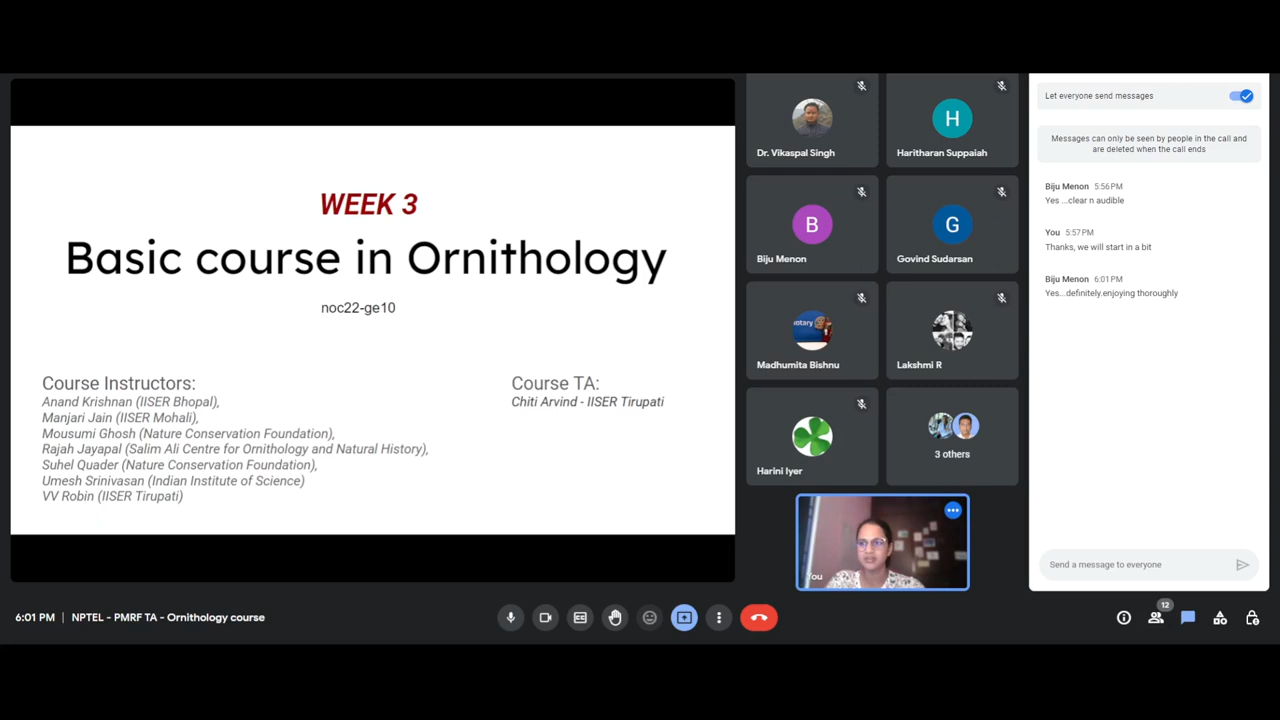 WEEK 3
Basic course in Ornithology
noc22-ge10
Course Instructors:
Anand Krishnan (IISER Bhopal),
Manjari Jain (IISER Mohali),
Mousumi Ghosh (Nature Conservation Foundation),
Rajah Jayapal (Salim Ali Centre for Ornithology and Natural History),
Suhel Quader (Nature Conservation Foundation),
Umesh Srinivasan (Indian Institute of Science)
VV Robin (IISER Tirupati)
Course TA:
Chiti Arvind - IISER Tirupati
Dr. Vikaspal Singh
H
Haritharan Suppaiah
B
Biju Menon
G
Govind Sudarsan
otary
Madhumita Bishnu
Lakshmi R
Harini Iyer
3 others
You
Let everyone send messages
Messages can only be seen by people in the call and
are deleted when the call ends
Biju Menon 5:56 PM
Yes ...clear n audible
You 5:57 PM
Thanks, we will start in a bit
Biju Menon 6:01 PM
Yes...definitely.enjoying thoroughly
Send a message to everyone
6:01 PM | NPTEL - PMRF TA - Ornithology course
12